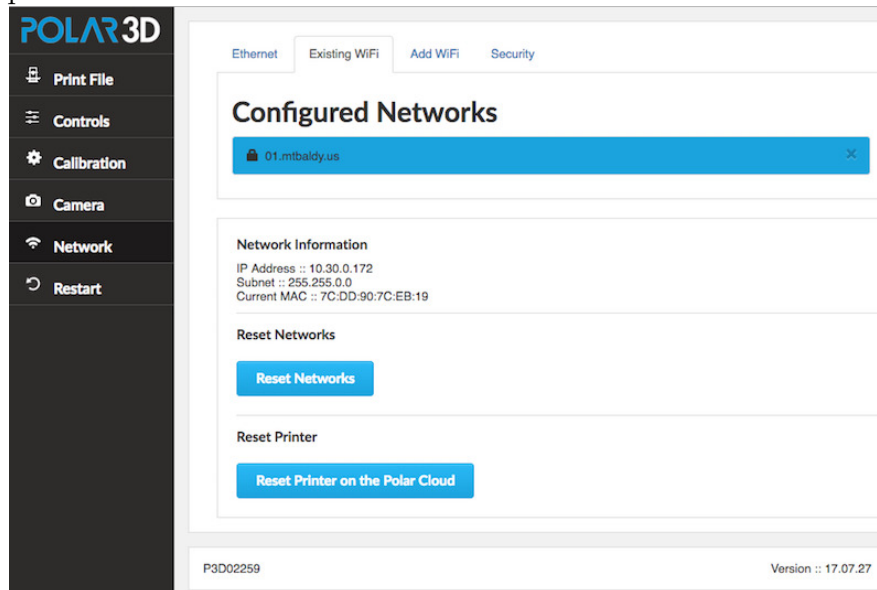 POLAR3D
Print File
Controls
Calibration
Camera
Network
Restart
Ethernet
Existing WiFi
Add WiFi
Security
Configured Networks
01.mtbaldy.us
Network Information
IP Address :: 10.30.0.172
Subnet :: 255.255.0.0
Current MAC :: 7C:DD:90:7C:EB:19
Reset Networks
Reset Networks
Reset Printer
Reset Printer on the Polar Cloud
P3D02259
Version :: 17.07.27